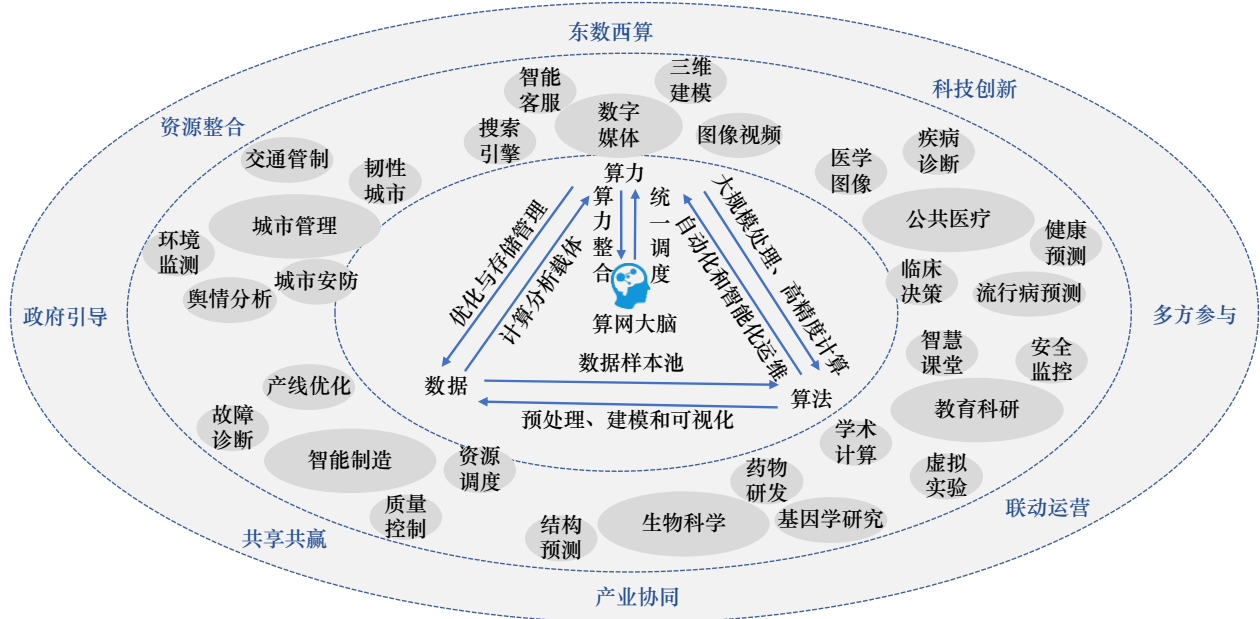 东数西算
科技创新
资源整合
政府引导
多方参与
共享共赢
联动运营
产业协同
智能
客服
三维
建模
数字
媒体
搜索
引擎
图像视频
交通管制
韧性
城市
城市管理
环境
监测
城市安防
舆情分析
疾病
诊断
医学
图像
公共医疗
健康
预测
临床
决策
流行病预测
智慧
课堂
安全
监控
教育科研
学术
计算
虚拟
实验
产线优化
故障
诊断
智能制造
资源
调度
质量
控制
药物
研发
结构
预测
生物科学
基因学研究
算力
算力整合
统一调度
优化与存储管理
计算分析载体
大规模处理、高精度计算
自动化和智能化运维
算网大脑
数据样本池
数据
算法
预处理、建模和可视化